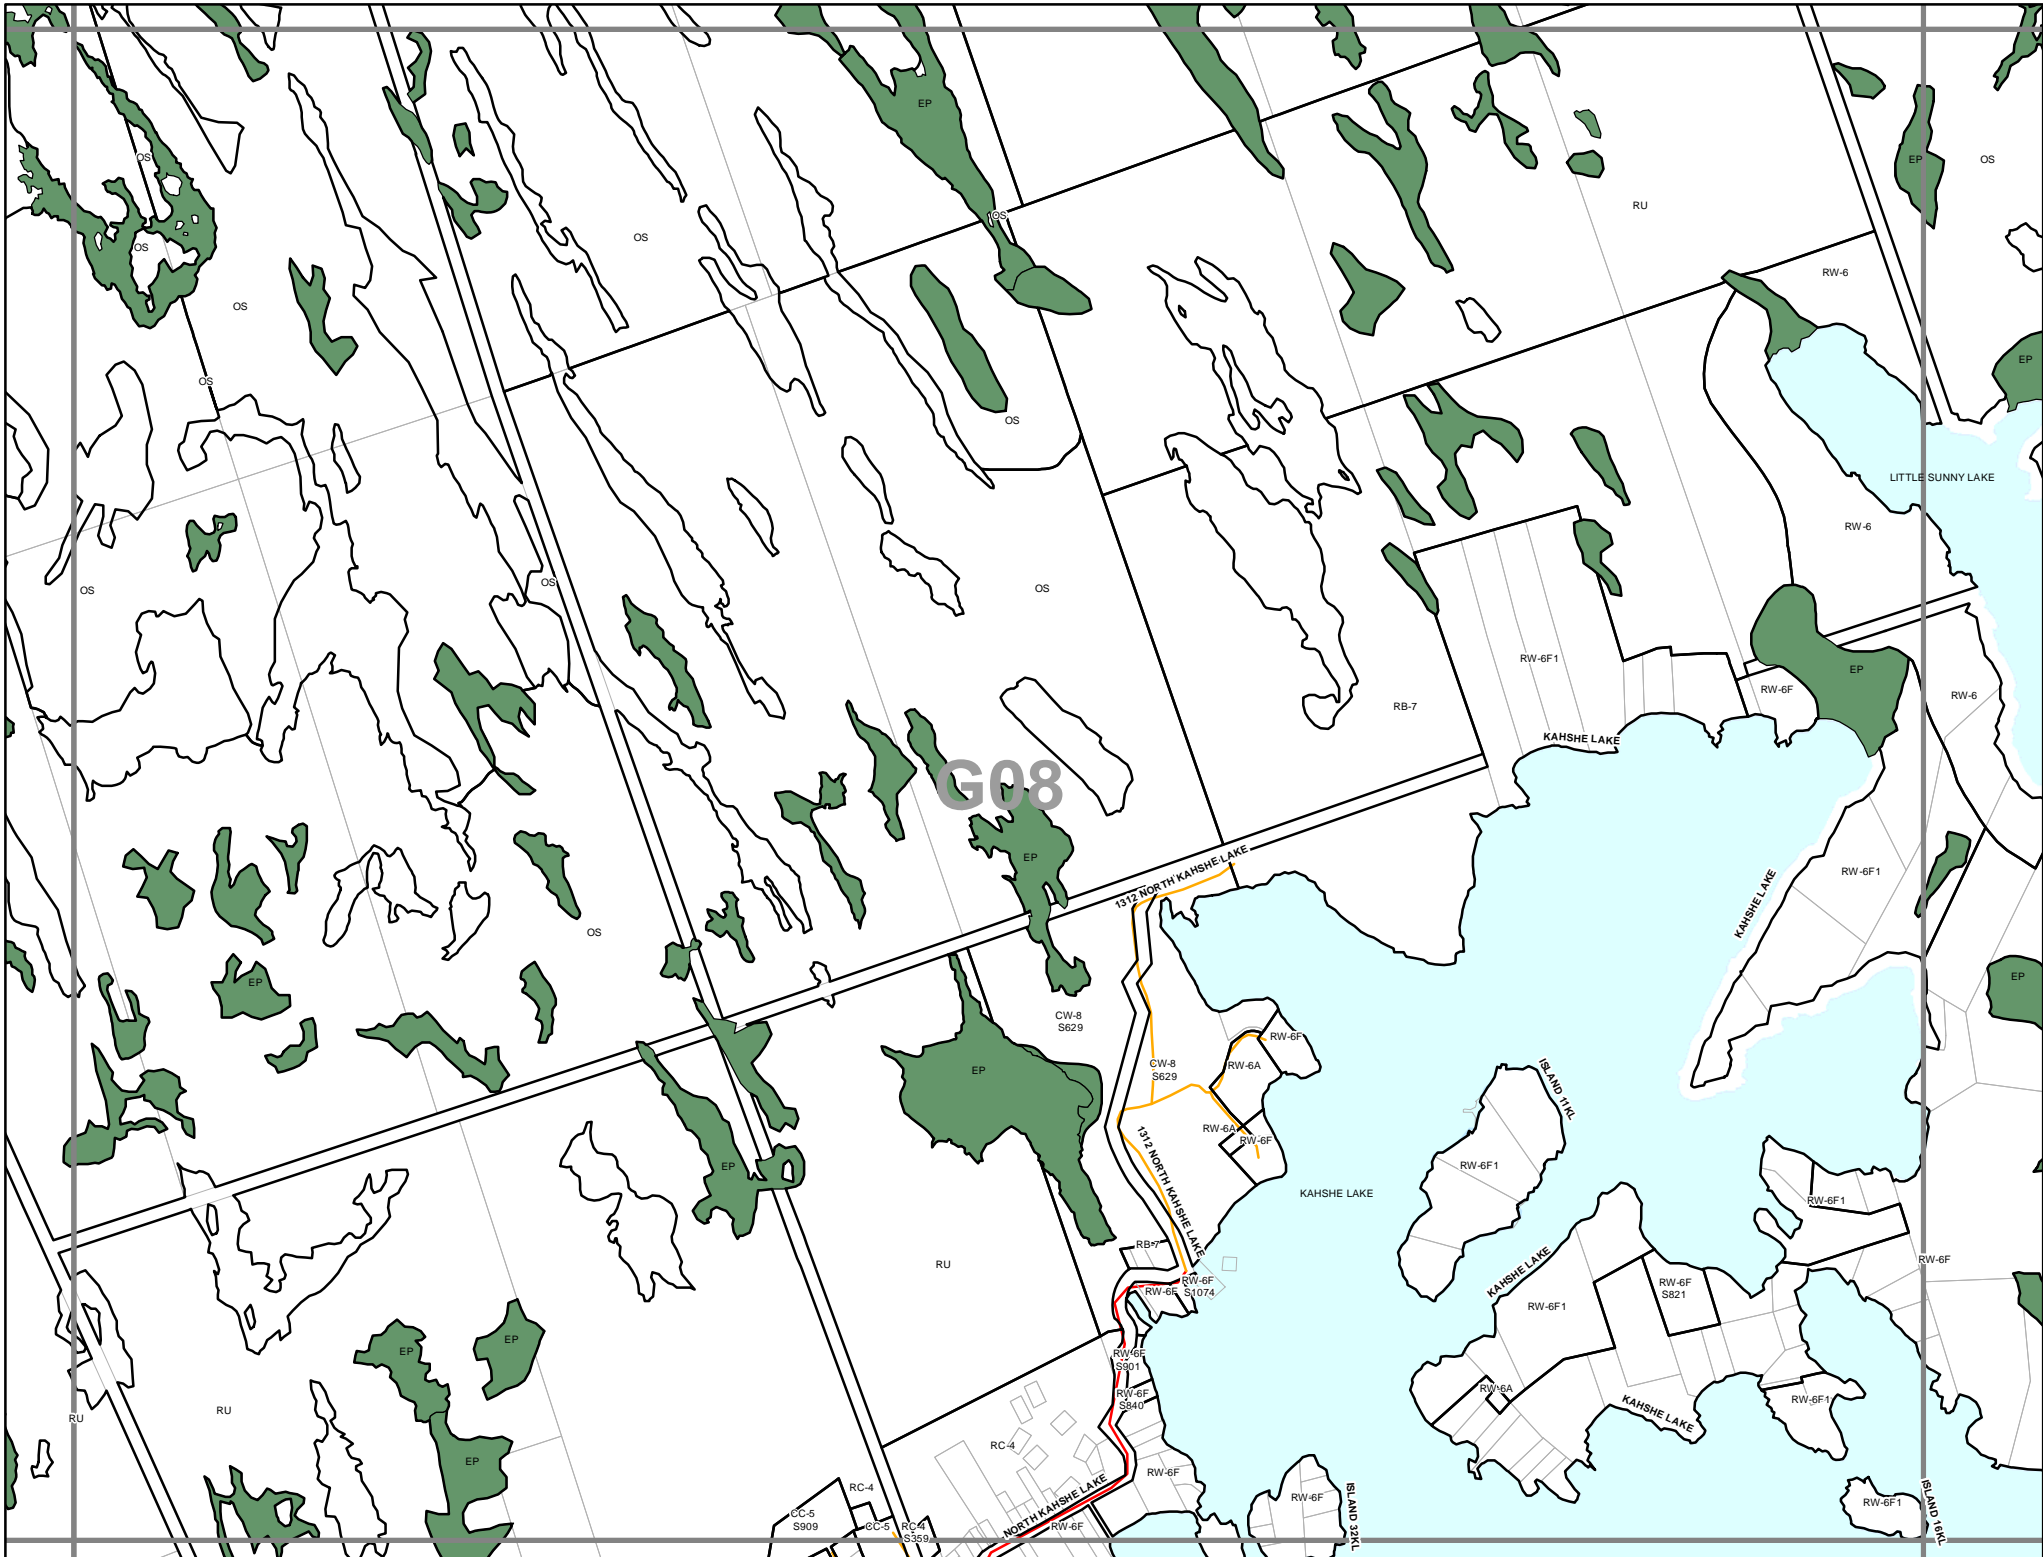 EP
OS
EP
OS
RU
OS
OS
OS
RW-6
OS
EP
OS
OS
LITTLE SUNNY LAKE
RW-6
OS
OS
OS
RW-6F1
EP
RW-6F
RW-6
RB-7
KAHSHE LAKE
G08
EP
1312 NORTH KAHSHE LAKE
RW-6F1
KAHSHE LAKE
OS
EP
EP
CW-8
S629
RW-6F
EP
CW-8
S629
RW-6A
ISLAND 11KL
RW-6A
RW-6F
1312 NORTH KAHSHE LAKE
EP
RW-6F1
KAHSHE LAKE
RW-6F1
RB-7
RU
RW-6F
KAHSHE LAKE
RW-6F
S1074
RW-6F
RW-6F
S821
RW-6F1
EP
EP
RW-6F
S901
RW-6F
S840
RW-6A
RW-6F1
KAHSHE LAKE
RU
RU
RC-4
EP
RW-6F
RC-4
NORTH KAHSHE LAKE
RW-6F
ISLAND 32KL
RW-6F1
ISLAND 16KL
CC-5
S909
CC-5
RC-4
S359
RW-6F